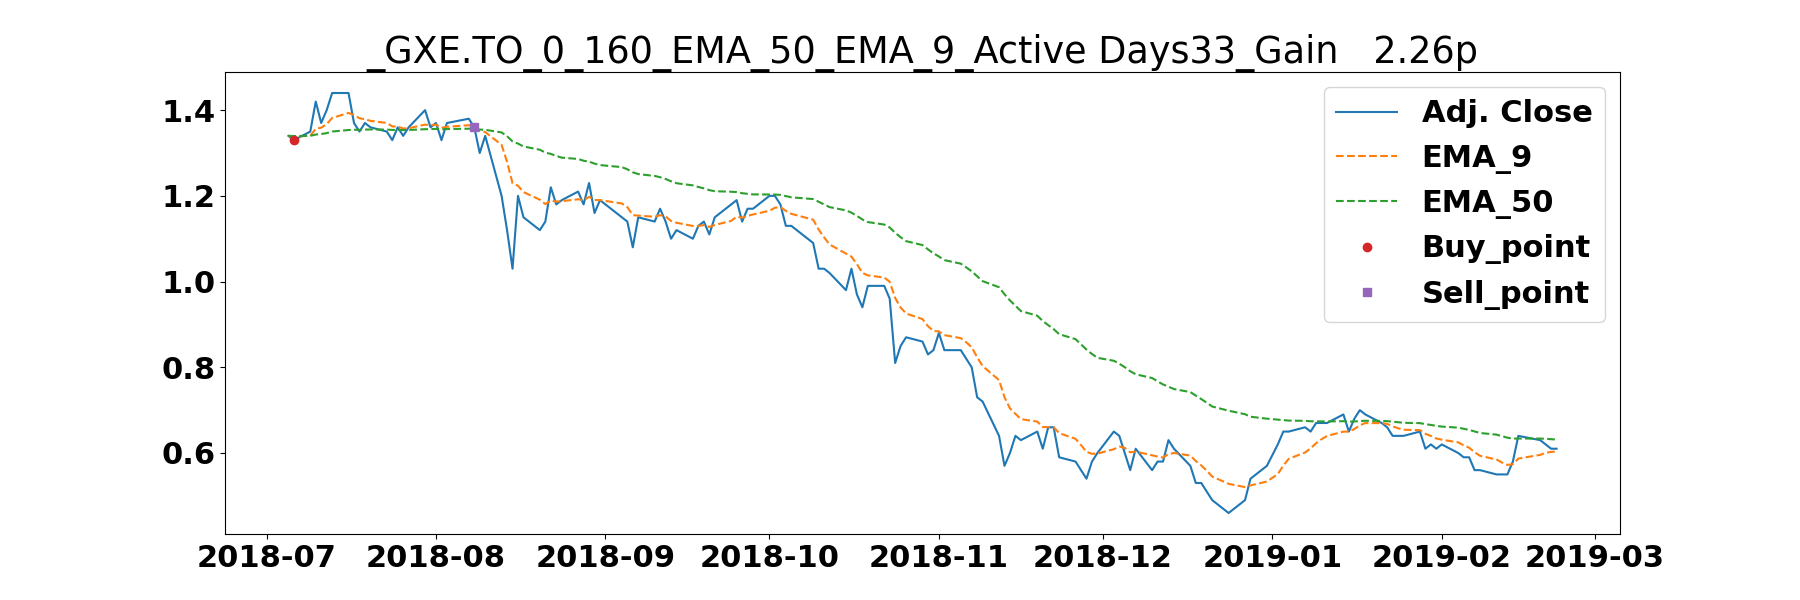 _GXE.TO_0_160_EMA_50_EMA_9_Active Days33_Gain   2.26p
1.4
1.2
1.0
0.8
0.6
Adj. Close
EMA_9
EMA_50
Buy_point
Sell_point
2018-07 2018-08 2018-09 2018-10 2018-11 2018-12 2019-01 2019-02 2019-03